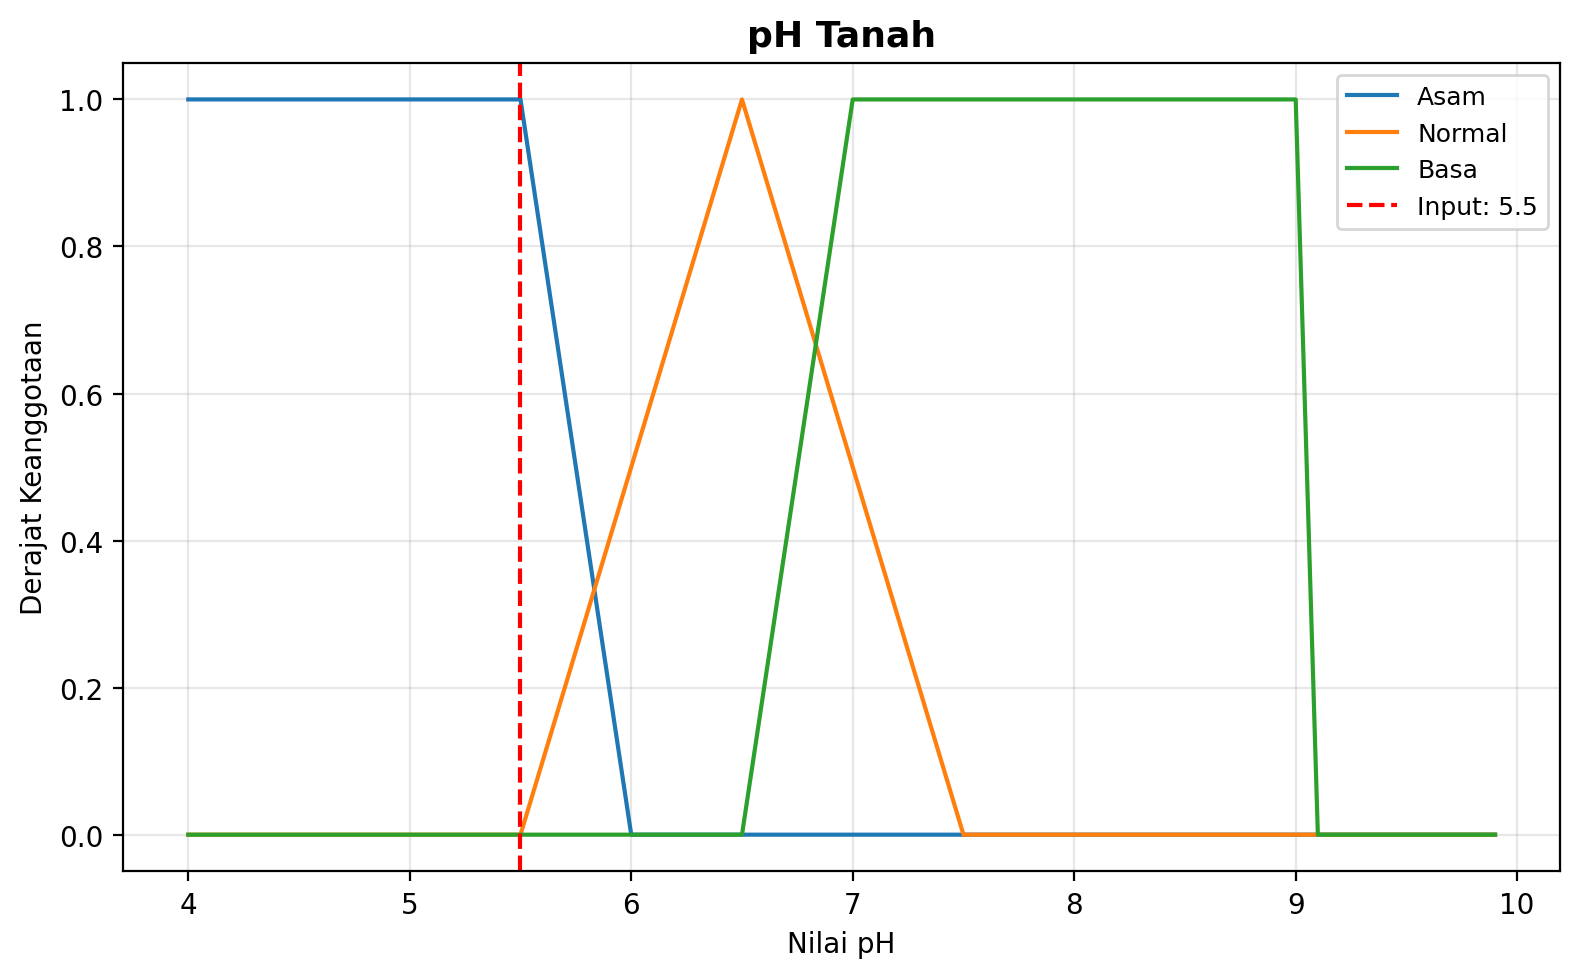 pH Tanah
Derajat Keanggotaan
1.0
0.8
0.6
0.4
0.2
0.0
Asam
Normal
Basa
Input: 5.5
4 5 6 7 8 9 10
Nilai pH